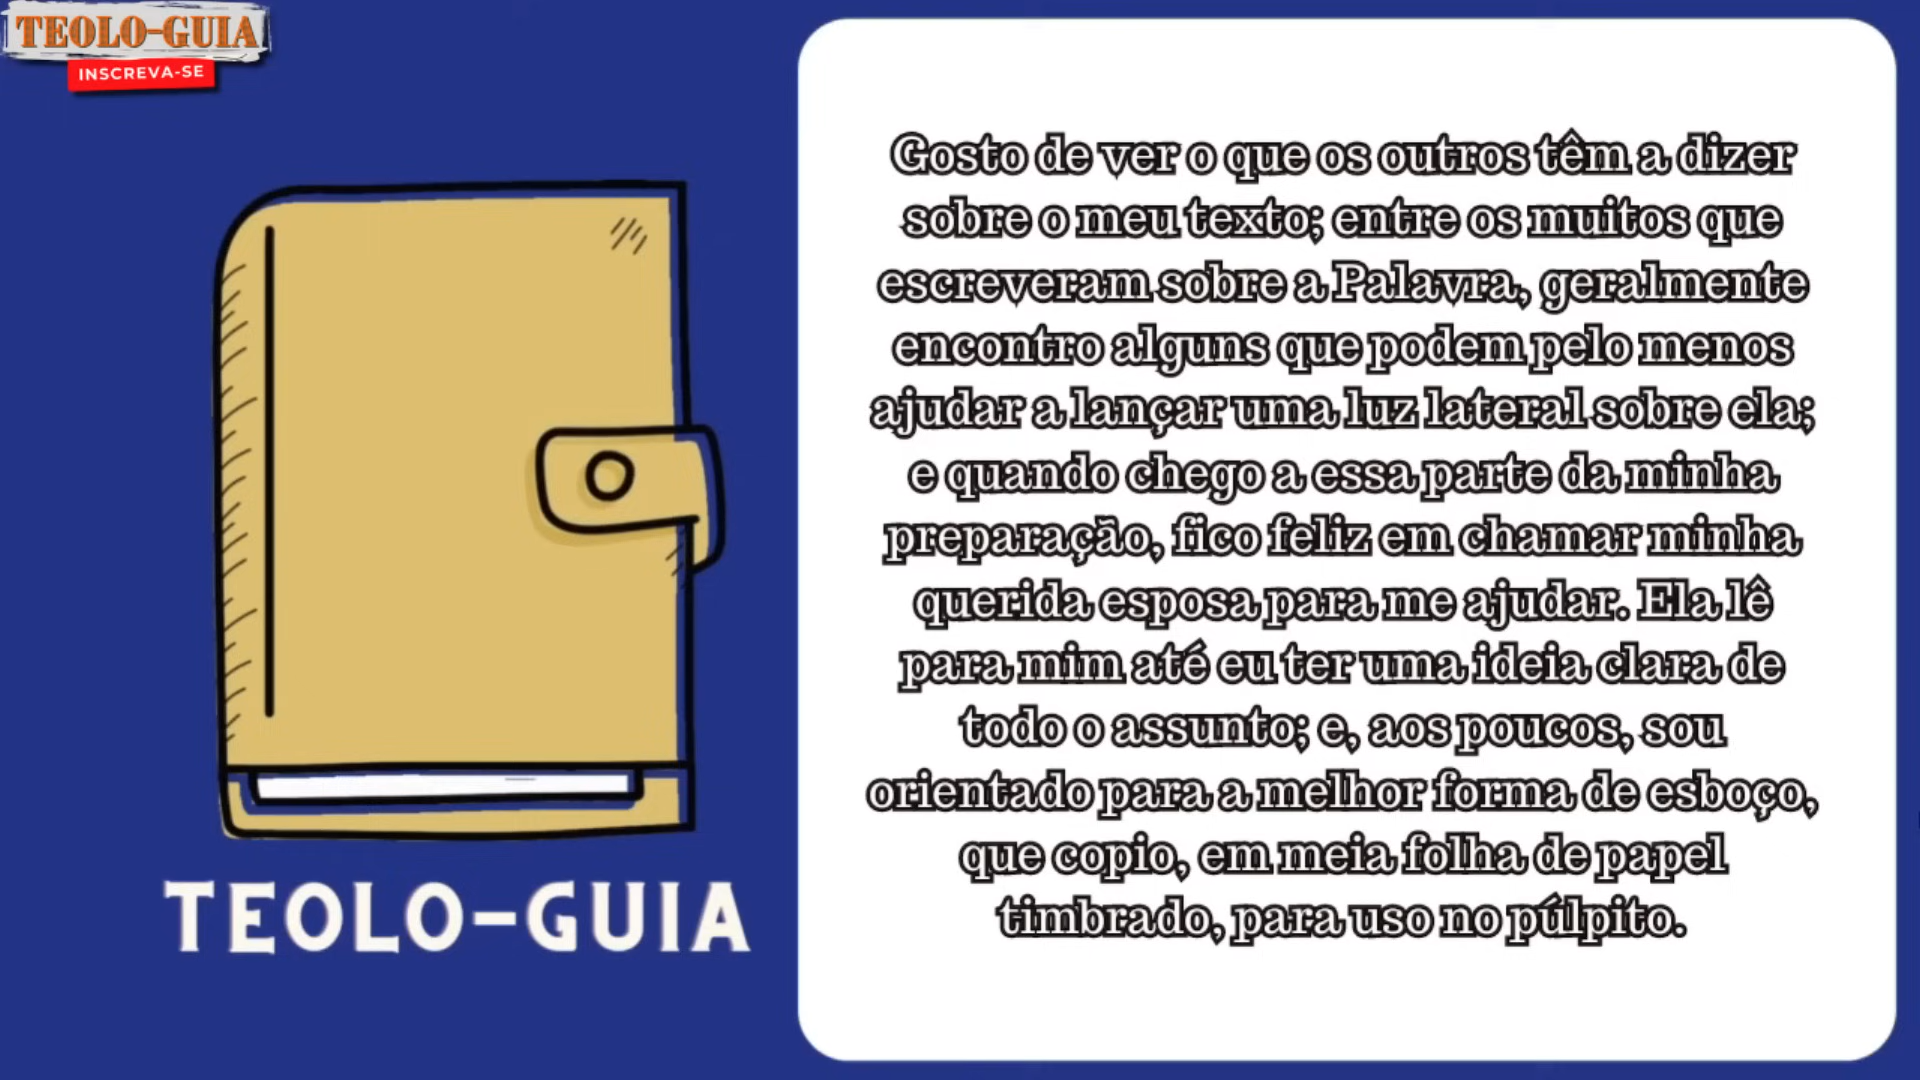 TEOLO-GUIA
INSCREVA-SE
Gosto de ver o que os outros têm a dizer
sobre o meu texto; entre os muitos que
escreveram sobre a Palavra, geralmente
encontro alguns que podem pelo menos
ajudar a lançar uma luz lateral sobre ela;
e quando chego a essa parte da minha
preparação, fico feliz em chamar minha
querida esposa para me ajudar. Ela lê
para mim até eu ter uma ideia clara de
todo o assunto; e, aos poucos, sou
orientado para a melhor forma de esboço,
que copio, em meia folha de papel
timbrado, para uso no púlpito.
TEOLO-GUIA